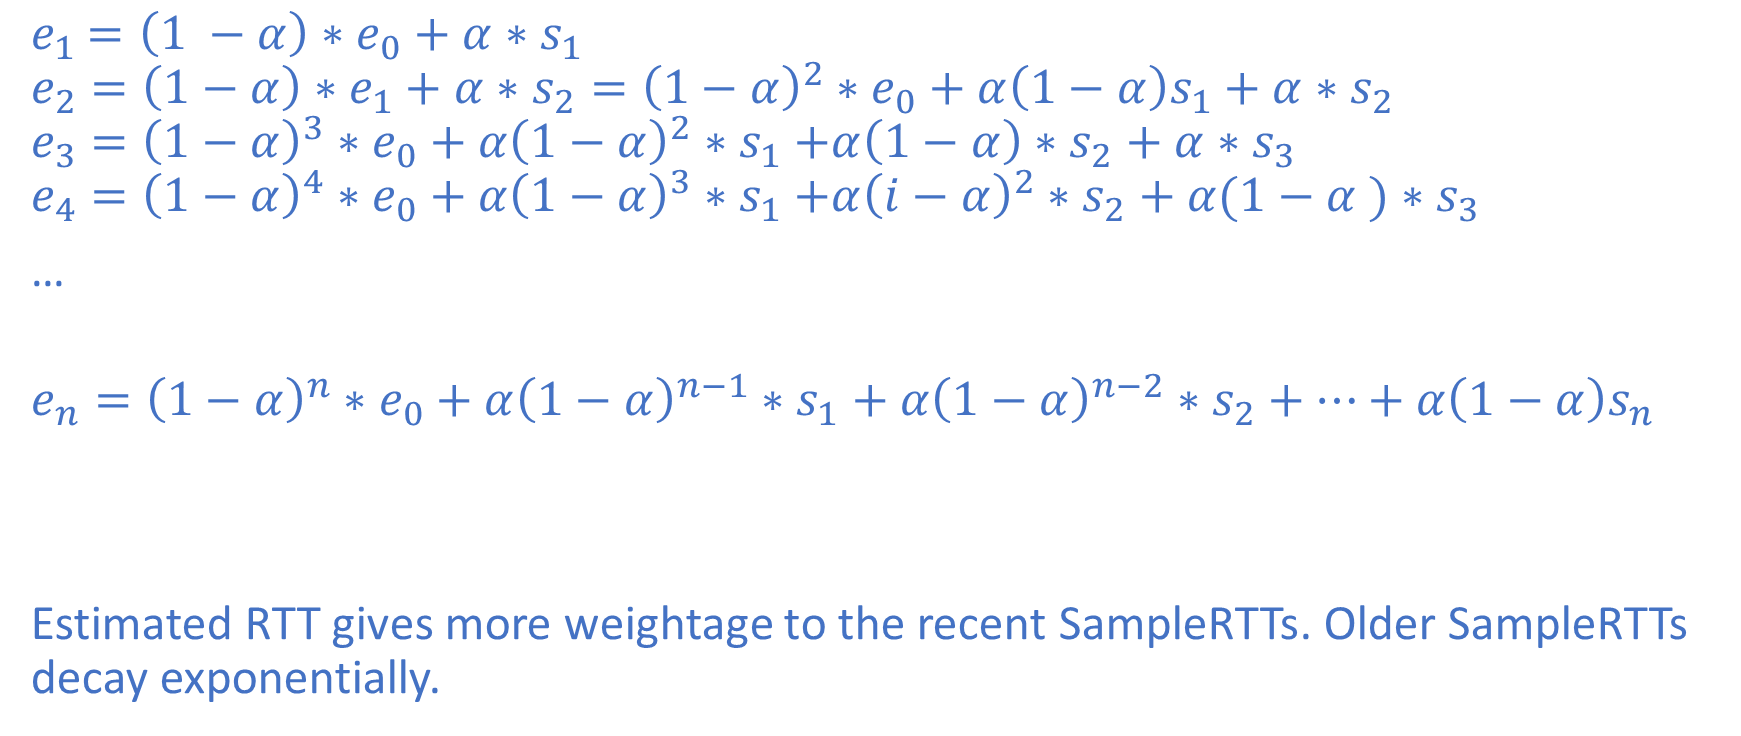 e₁ = (1 − α) ∗ e₀ + α ∗ s₁
e₂ = (1 − α) ∗ e₁ + α ∗ s₂ = (1 − α)² ∗ e₀ + α(1 − α)s₁ + α ∗ s₂
e₃ = (1 − α)³ ∗ e₀ + α(1 − α)² ∗ s₁ +α(1 − α) ∗ s₂ + α ∗ s₃
e₄ = (1 − α)⁴ ∗ e₀ + α(1 − α)³ ∗ s₁ +α(i − α)² ∗ s₂ + α(1 − α ) ∗ s₃
...
eₙ = (1 − α)ⁿ ∗ e₀ + α(1 − α)ⁿ⁻¹ ∗ s₁ + α(1 − α)ⁿ⁻² ∗ s₂ + ⋯ + α(1 − α)sₙ
Estimated RTT gives more weightage to the recent SampleRTTs. Older SampleRTTs
decay exponentially.